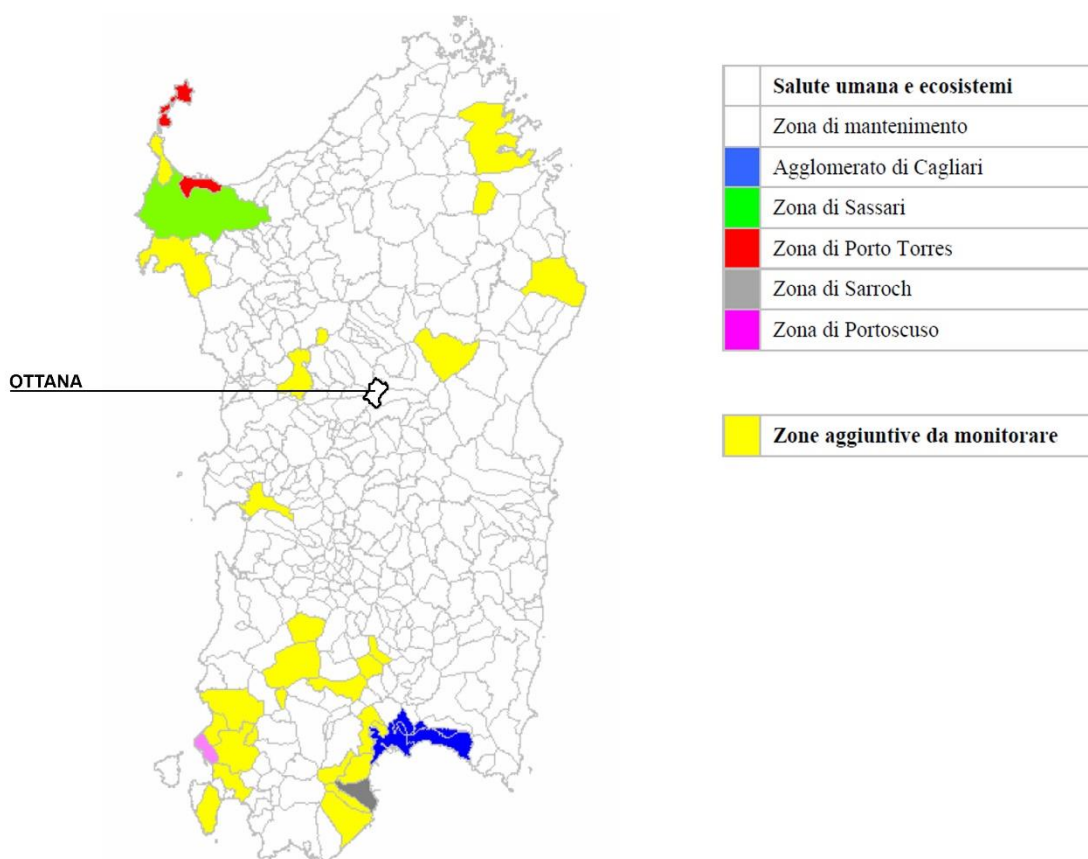 Salute umana e ecosistemi
Zona di mantenimento
Agglomerato di Cagliari
Zona di Sassari
Zona di Porto Torres
Zona di Sarroch
Zona di Portoscuso
OTTANA
Zone aggiuntive da monitorare